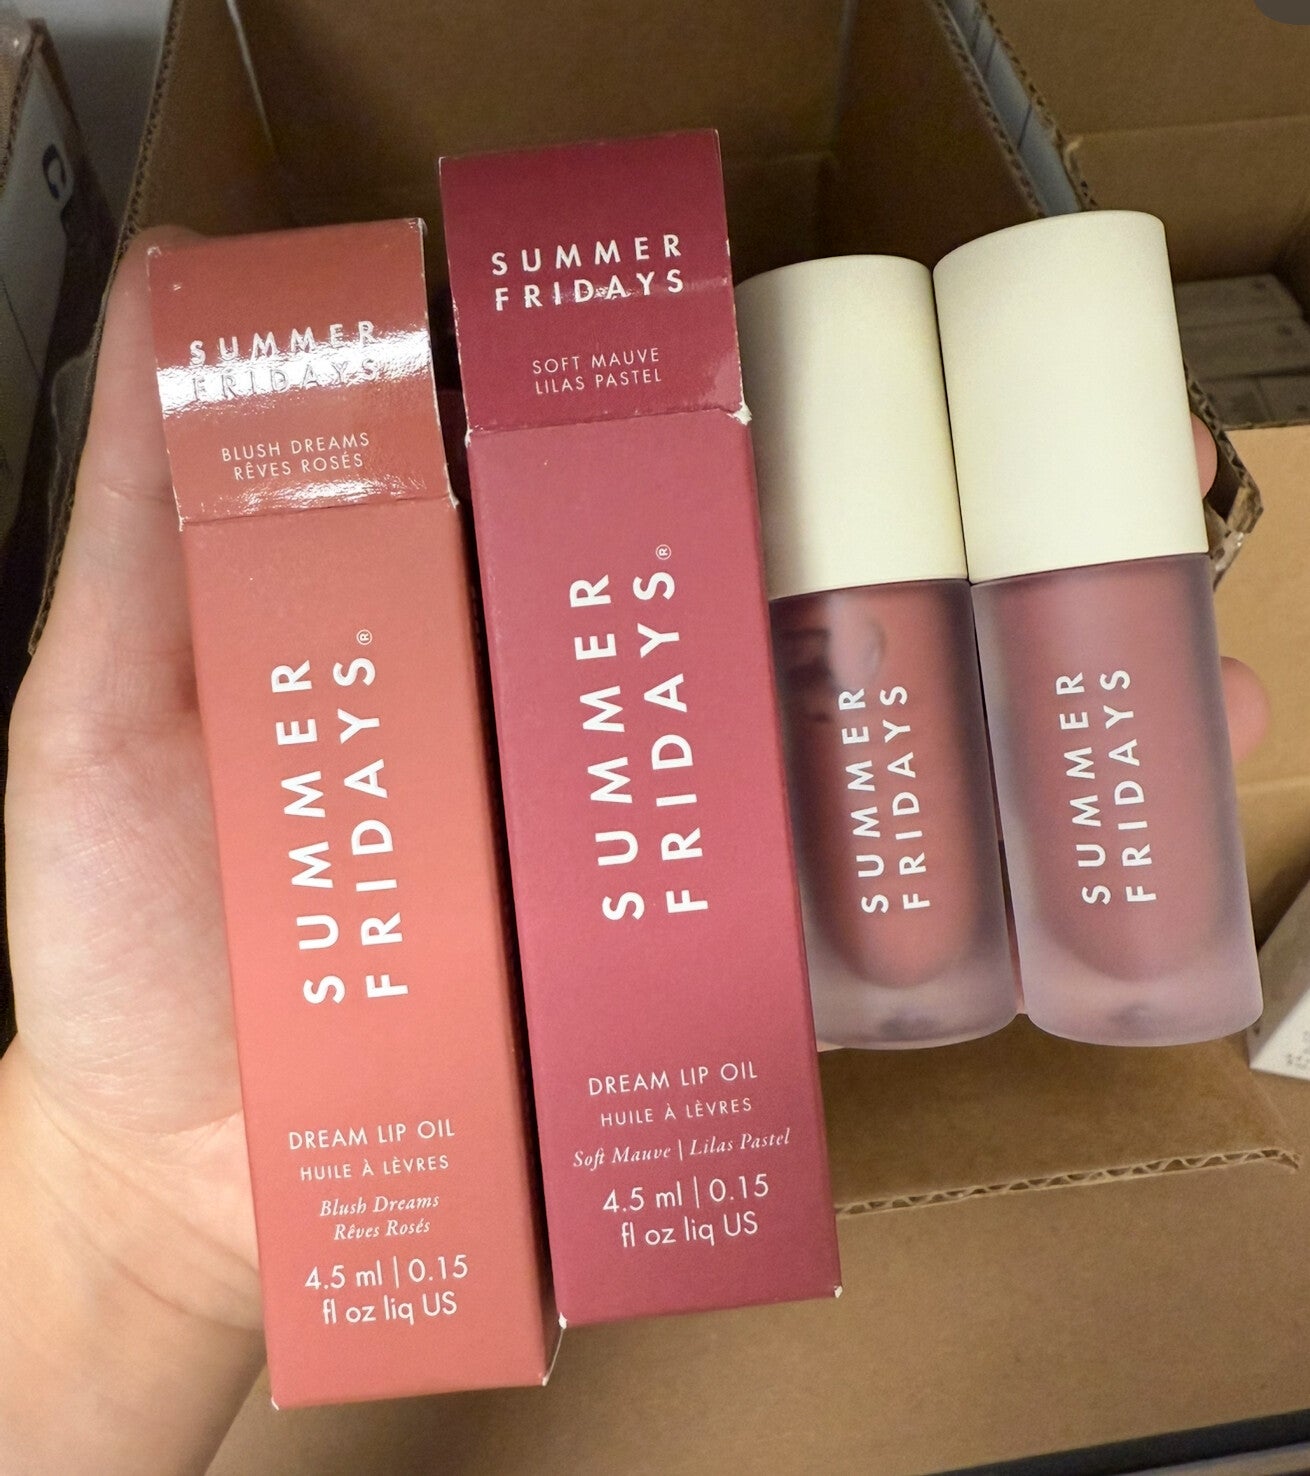 SUMMER
FRIDAYS
BLUSH DREAMS
RÊVES ROSÉS
SUMMER
FRIDAYS®
DREAM LIP OIL
HUILE À LÈVRES
Blush Dreams
Rêves Rosés
4.5 ml | 0.15
fl oz liq US
SUMMER
FRIDAYS
SOFT MAUVE
LILAS PASTEL
SUMMER
FRIDAYS®
DREAM LIP OIL
HUILE À LÈVRES
Soft Mauve | Lilas Pastel
4.5 ml | 0.15
fl oz liq US
SUMMER
FRIDAYS
SUMMER
FRIDAYS